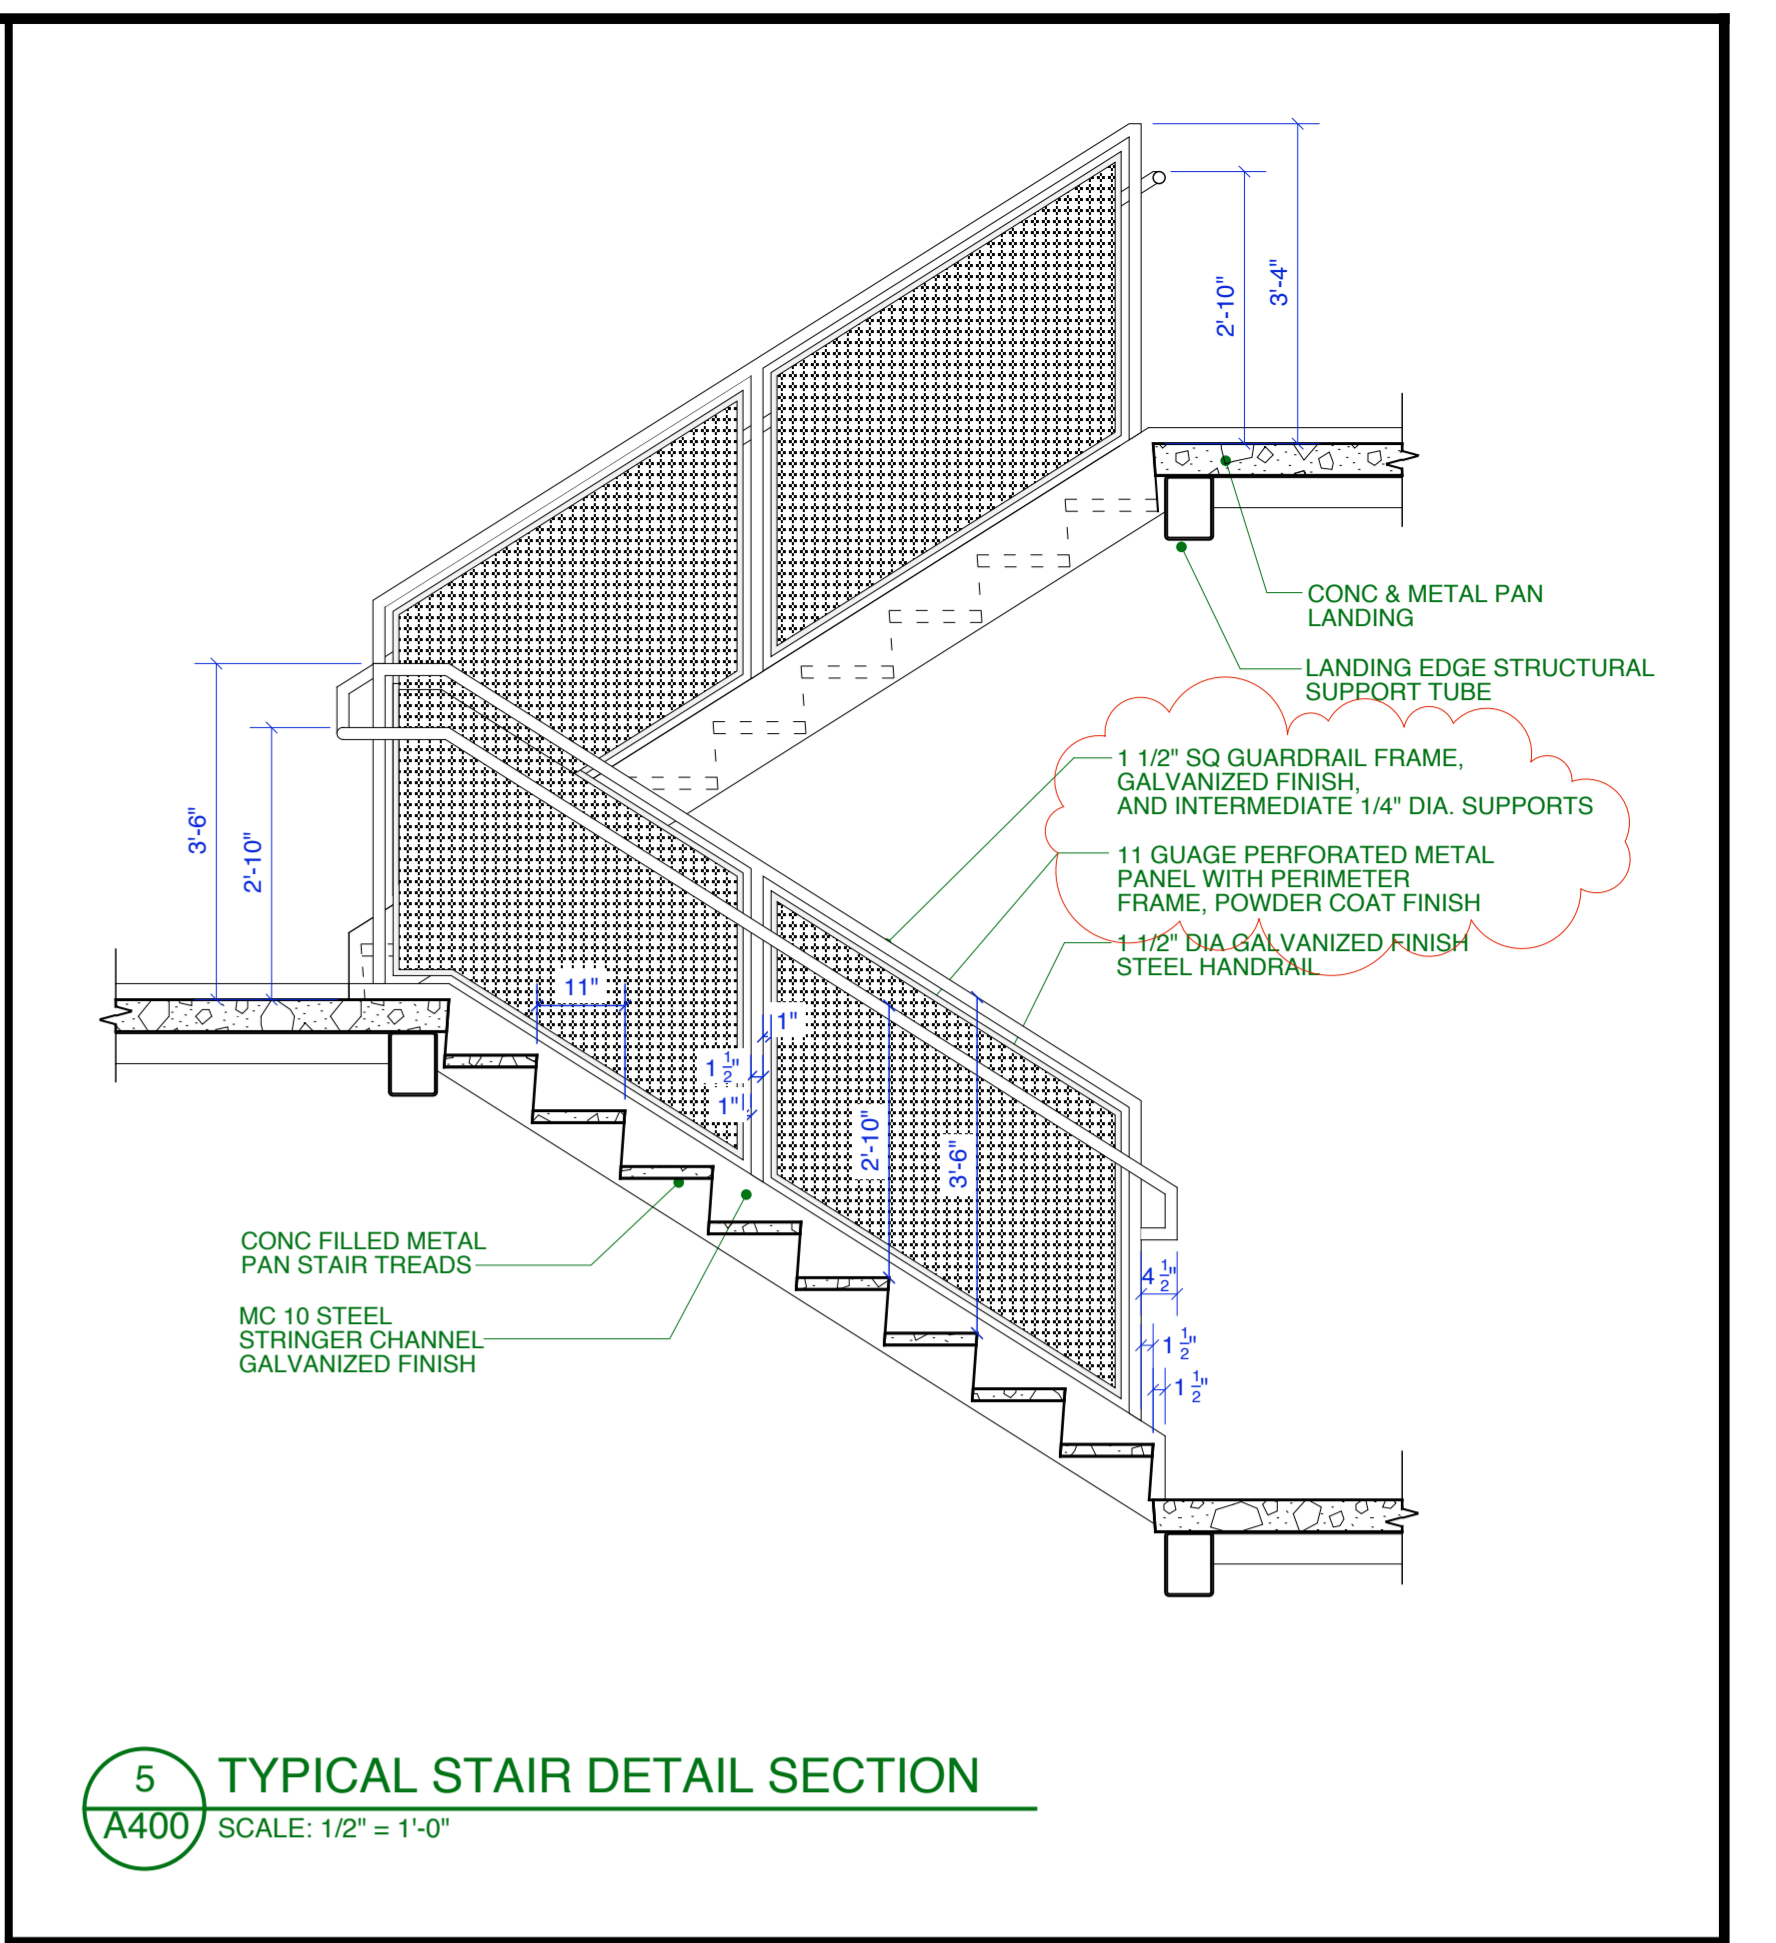 3'-4"
2'-10"
CONC & METAL PAN
LANDING
LANDING EDGE STRUCTURAL
SUPPORT TUBE
1 1/2" SQ GUARDRAIL FRAME,
GALVANIZED FINISH,
AND INTERMEDIATE 1/4" DIA. SUPPORTS
11 GUAGE PERFORATED METAL
PANEL WITH PERIMETER
FRAME, POWDER COAT FINISH
1 1/2" DIA GALVANIZED FINISH
STEEL HANDRAIL
3'-6"
2'-10"
11"
1"
1 1/2"
1"
2'-10"
3'-6"
4 1/2"
1 1/2"
1 1/2"
CONC FILLED METAL
PAN STAIR TREADS
MC 10 STEEL
STRINGER CHANNEL
GALVANIZED FINISH
5
A400
TYPICAL STAIR DETAIL SECTION
SCALE: 1/2" = 1'-0"